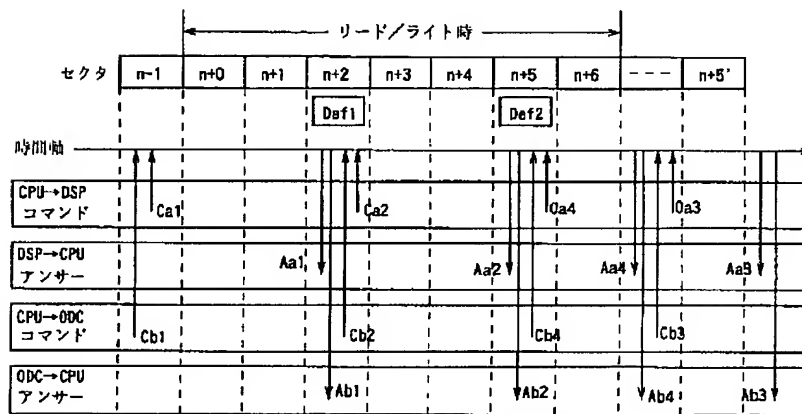 リード／ライト時
セクタ n-1 n+0 n+1 n+2 n+3 n+4 n+5 n+6 --- n+5'
Def1 Def2
時間軸
CPU→DSP
コマンド
Ca1 Ca2 Oa4 Oa3
DSP→CPU
アンサー
Aa1 Aa2 Aa4 Aa3
CPU→ODC
コマンド
Cb1 Cb2 Cb4 Cb3
ODC→CPU
アンサー
Ab1 Ab2 Ab4 Ab3